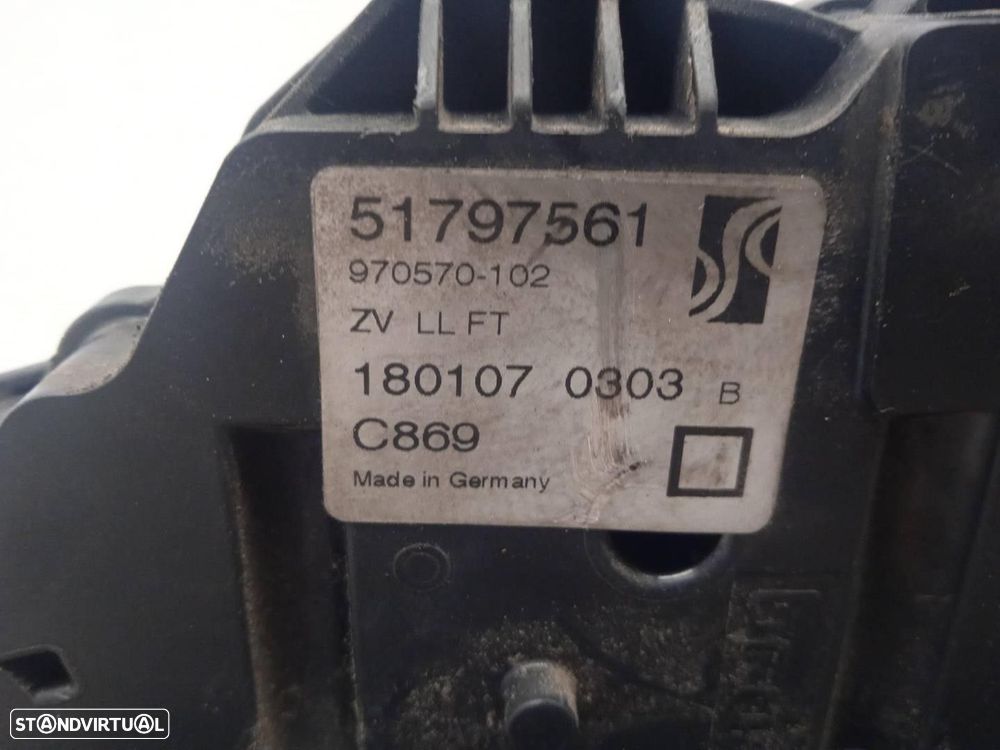 51797561
970570-102
ZV LL FT
180107 0303 B
C869
Made in Germany
STANDVIRTUAL